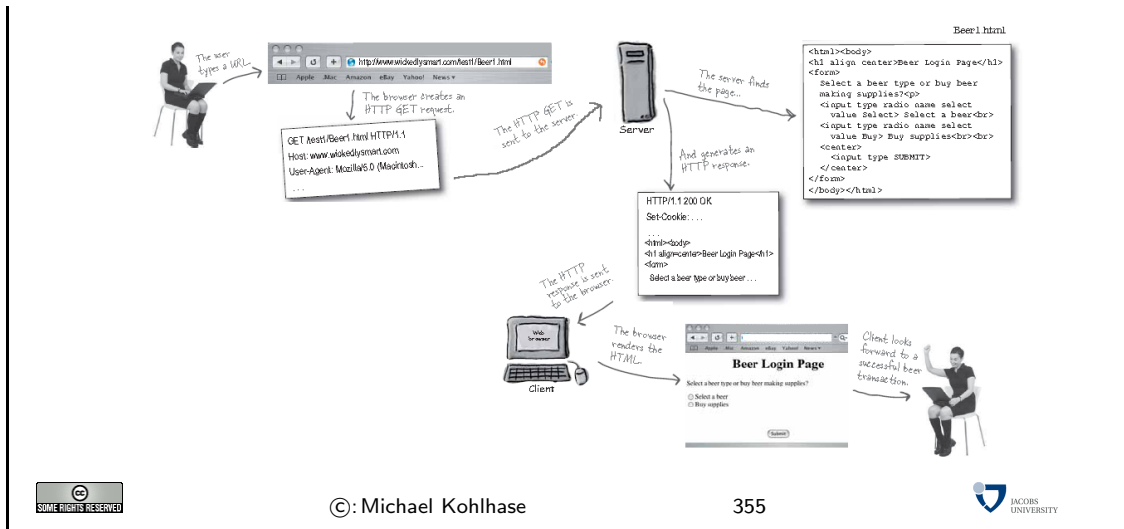 Beer1.html
The user
types a URL.
http://www.wickedlysmart.com/test1/Beer1.html
Apple .Mac Amazon eBay Yahoo! News
The browser creates an
HTTP GET request.
GET /test1/Beer1.html HTTP/1.1
Host: www.wickedlysmart.com
User-Agent: Mozilla/5.0 (Macintosh...
. . .
The HTTP GET is
sent to the server.
Server
The server finds
the page...
<html><body>
<h1 align center>Beer Login Page</h1>
<form>
Select a beer type or buy beer
making supplies?<p>
<input type radio name select
value Select> Select a beer<br>
<input type radio name select
value Buy> Buy supplies<br><br>
<center>
<input type SUBMIT>
</center>
</form>
</body></html>
And generates an
HTTP response.
HTTP/1.1 200 OK
Set-Cookie: . . .
. . .
<html><body>
<h1 align=center>Beer Login Page</h1>
<form>
Select a beer type or buy beer . . .
The HTTP
response is sent
to the browser.
Web
browser
Client
The browser
renders the
HTML.
Apple .Mac Amazon eBay Yahoo! News
Beer Login Page
Select a beer type or buy beer making supplies?
Select a beer
Buy supplies
Submit
Client looks
forward to a
successful beer
transaction.
cc
SOME RIGHTS RESERVED
©: Michael Kohlhase
355
JACOBS
UNIVERSITY